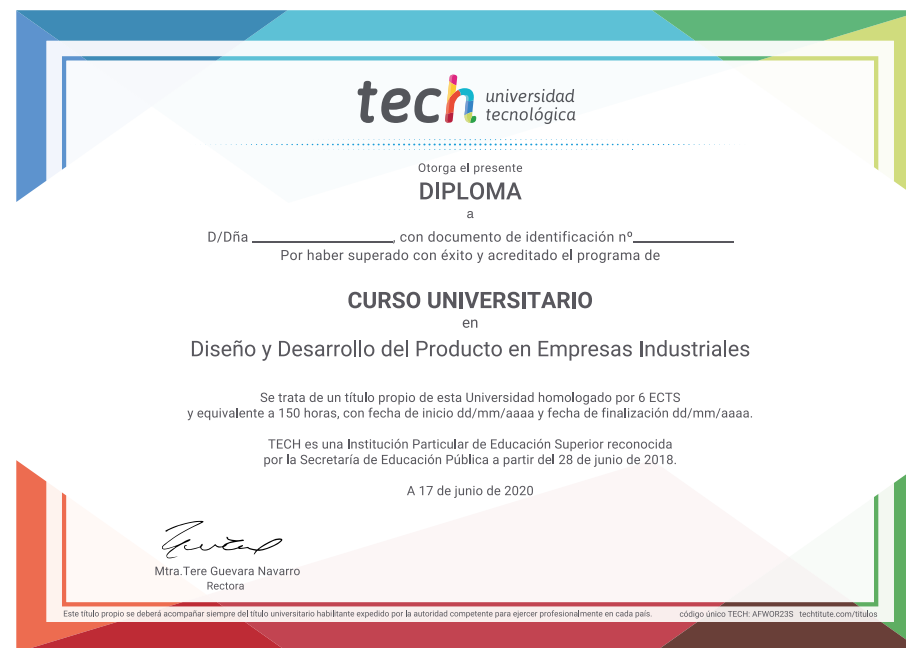 tech universidad
tecnológica
Otorga el presente
DIPLOMA
a
D/Dña ____________________, con documento de identificación nº______________
Por haber superado con éxito y acreditado el programa de
CURSO UNIVERSITARIO
en
Diseño y Desarrollo del Producto en Empresas Industriales
Se trata de un título propio de esta Universidad homologado por 6 ECTS
y equivalente a 150 horas, con fecha de inicio dd/mm/aaaa y fecha de finalización dd/mm/aaaa.
TECH es una Institución Particular de Educación Superior reconocida
por la Secretaría de Educación Pública a partir del 28 de junio de 2018.
A 17 de junio de 2020
Mtra.Tere Guevara Navarro
Rectora
Este título propio se deberá acompañar siempre del título universitario habilitante expedido por la autoridad competente para ejercer profesionalmente en cada país. código único TECH: AFWOR23S techtitute.com/títulos